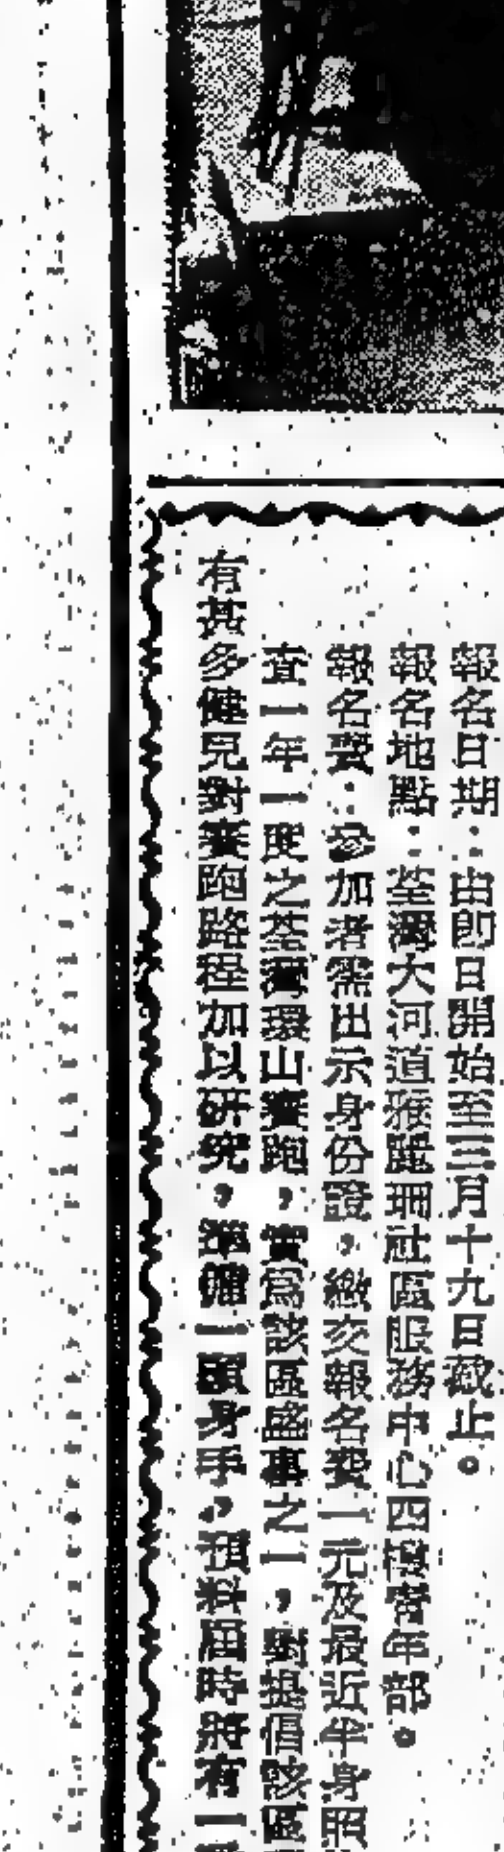 報名日期：由即日開始至三月十九日截止。
報名地點：荃灣大河道雅麗珊社區服務中心四樓青年部。
報名費：參加者需出示身份證，繳交報名費一元及最近半身照
查一年一度之荃灣環山賽跑，實為該區盛事之一，對提倡該區
有甚多健兒對賽跑路程加以研究，準備一顯身手，預料屆時將有一